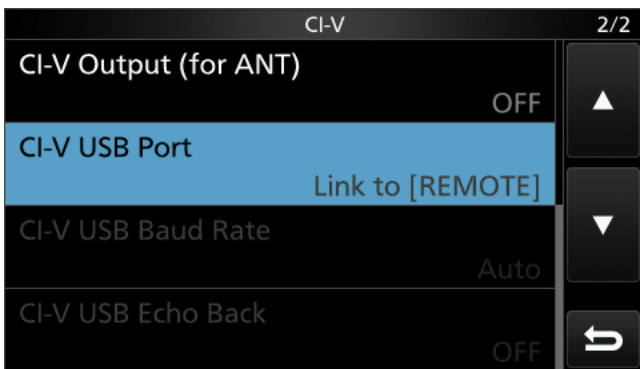 CI-V 2/2
CI-V Output (for ANT)
OFF
CI-V USB Port
Link to [REMOTE]
CI-V USB Baud Rate
Auto
CI-V USB Echo Back
OFF